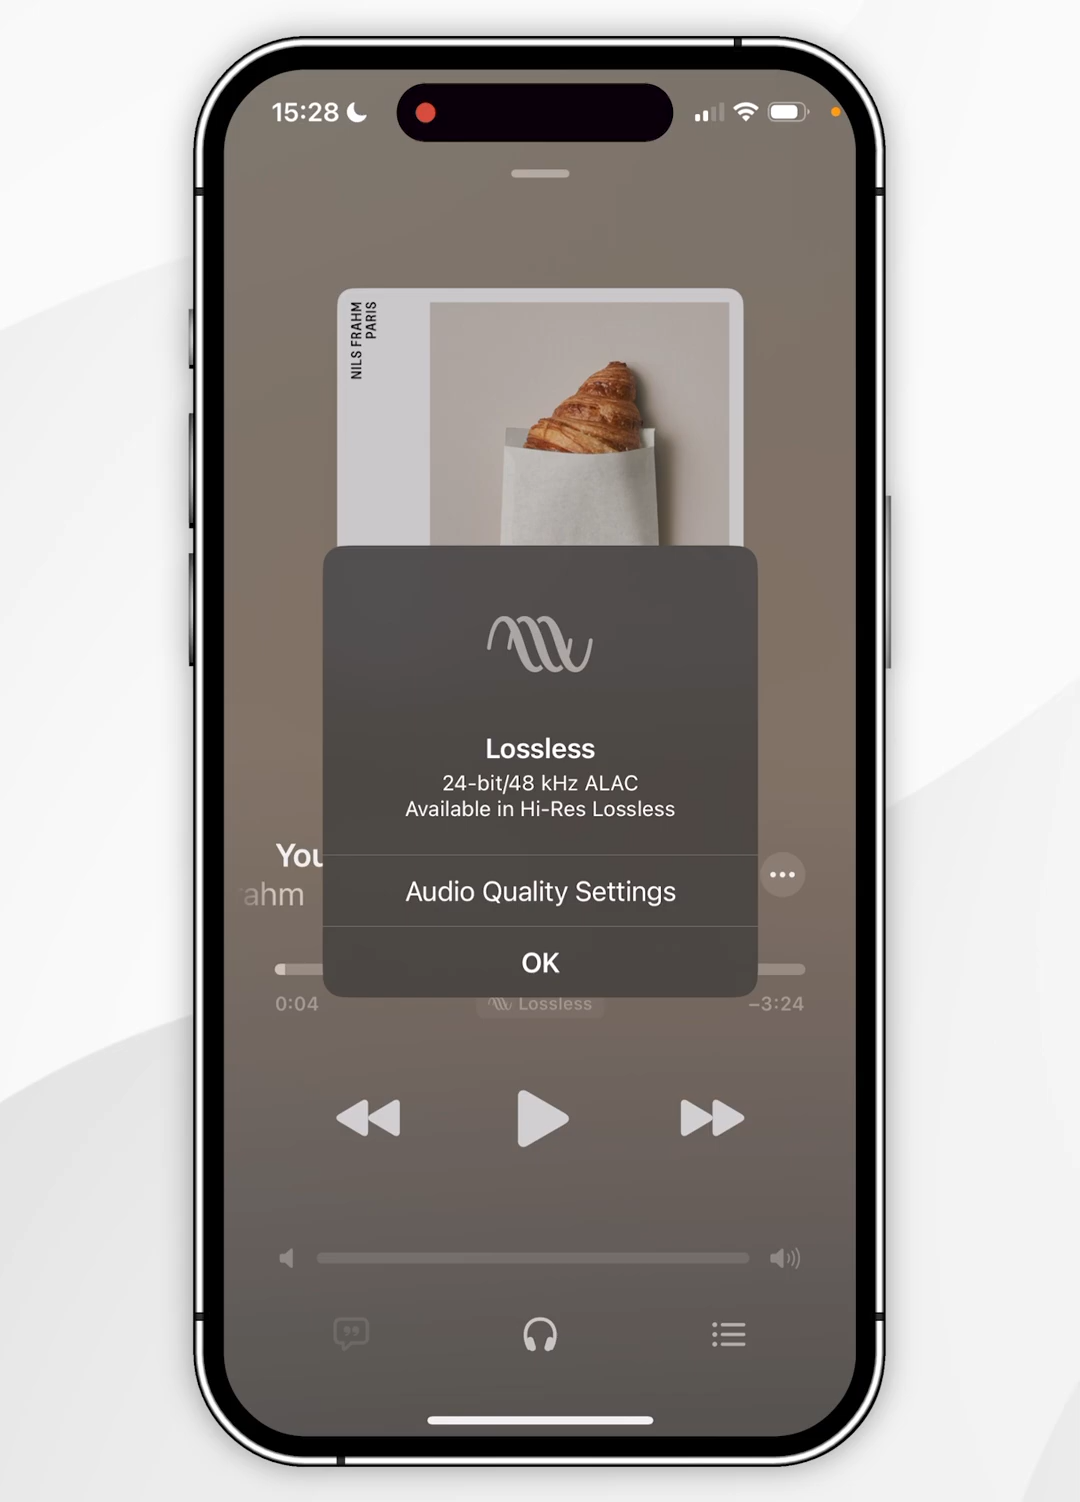 15:28
NILS FRAHM
PARIS
Lossless
24-bit/48 kHz ALAC
Available in Hi-Res Lossless
You
ahm
Audio Quality Settings
OK
0:04
Lossless
–3:24